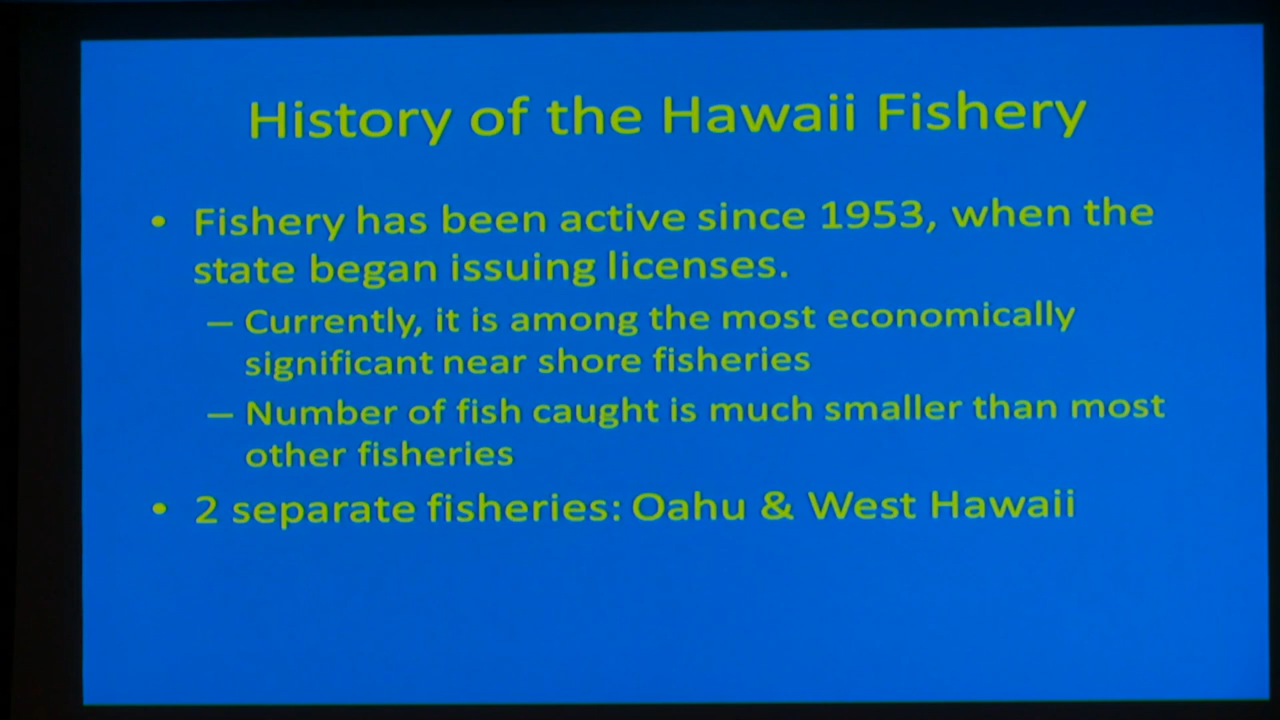 History of the Hawaii Fishery
• Fishery has been active since 1953, when the
state began issuing licenses.
– Currently, it is among the most economically
significant near shore fisheries
– Number of fish caught is much smaller than most
other fisheries
• 2 separate fisheries: Oahu & West Hawaii